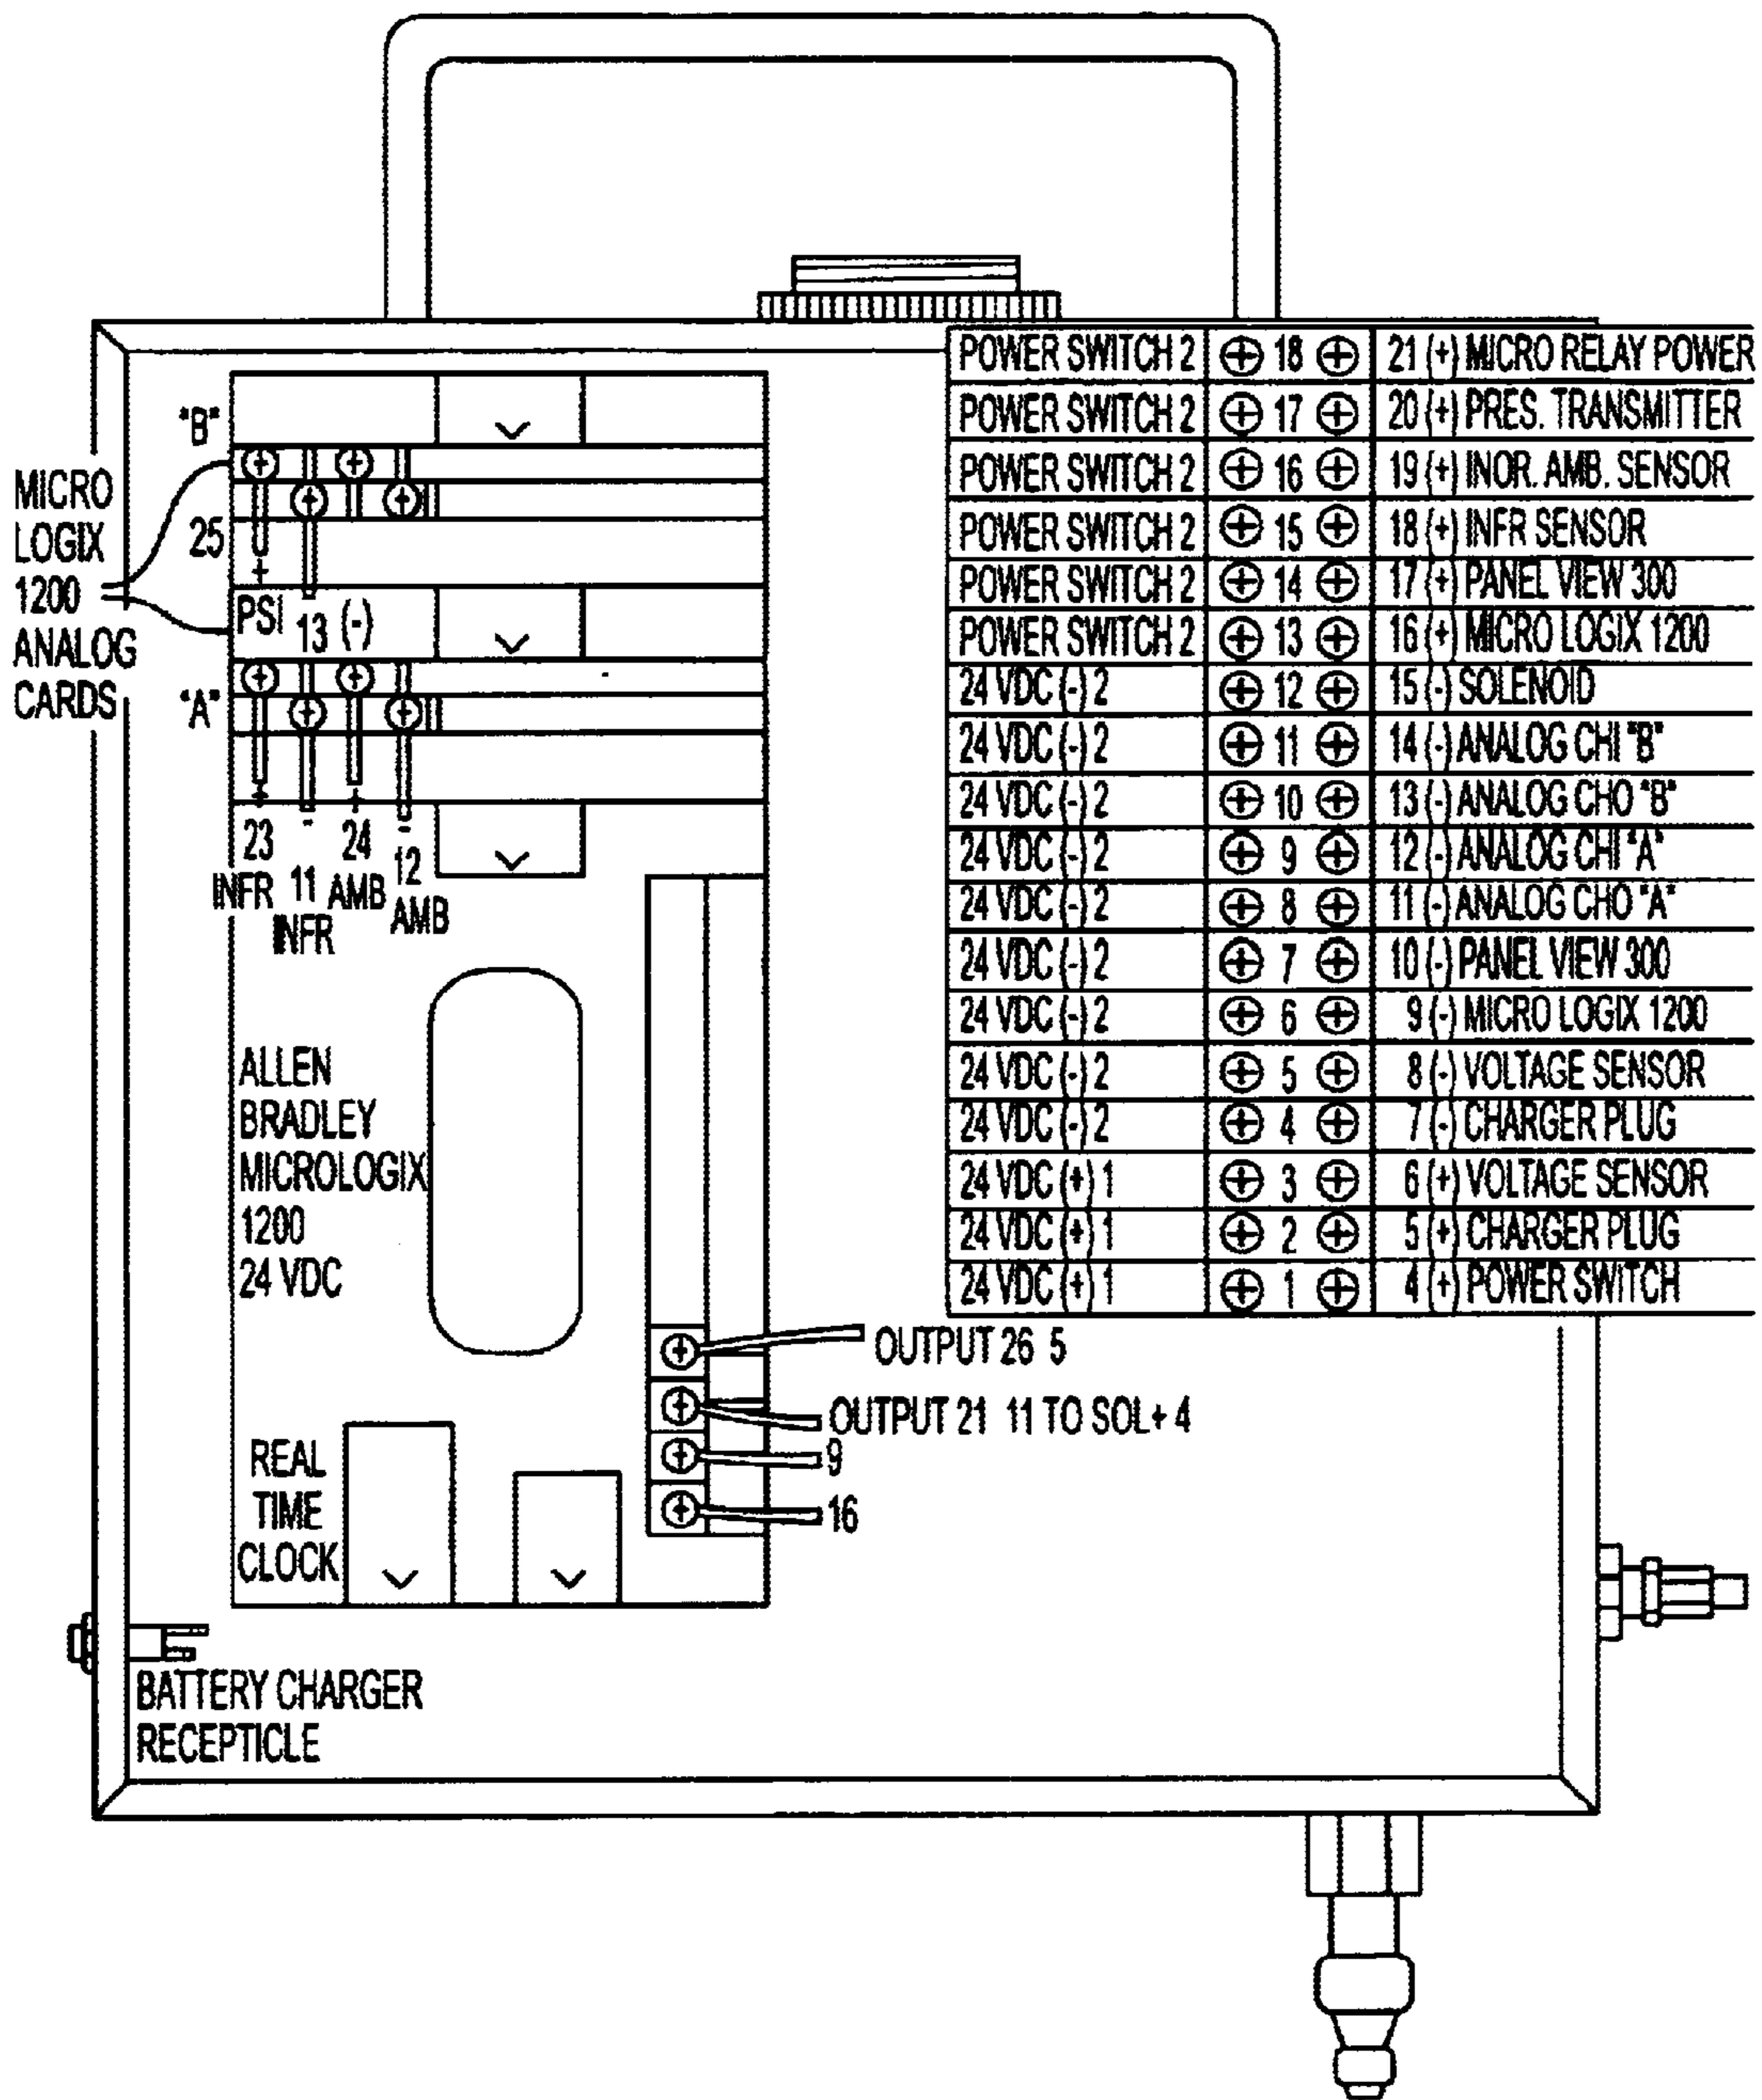 POWER SWITCH 2 18 21 (+) MICRO RELAY POWER
POWER SWITCH 2 17 20 (+) PRES. TRANSMITTER
POWER SWITCH 2 16 19 (+) INOR. AMB. SENSOR
POWER SWITCH 2 15 18 (+) INFR SENSOR
POWER SWITCH 2 14 17 (+) PANEL VIEW 300
POWER SWITCH 2 13 16 (+) MICRO LOGIX 1200
24 VDC (-) 2 12 15 (-) SOLENOID
24 VDC (-) 2 11 14 (-) ANALOG CHI "B"
24 VDC (-) 2 10 13 (-) ANALOG CHO "B"
24 VDC (-) 2 9 12 (-) ANALOG CHI "A"
24 VDC (-) 2 8 11 (-) ANALOG CHO "A"
24 VDC (-) 2 7 10 (-) PANEL VIEW 300
24 VDC (-) 2 6 9 (-) MICRO LOGIX 1200
24 VDC (-) 2 5 8 (-) VOLTAGE SENSOR
24 VDC (-) 2 4 7 (-) CHARGER PLUG
24 VDC (+) 1 3 6 (+) VOLTAGE SENSOR
24 VDC (+) 1 2 5 (+) CHARGER PLUG
24 VDC (+) 1 1 4 (+) POWER SWITCH
MICRO
LOGIX
1200
ANALOG
CARDS
"B"
25
+
PSI 13 (-)
"A"
+ - + -
23 11 24 12
INFR INFR AMB AMB
ALLEN
BRADLEY
MICROLOGIX
1200
24 VDC
OUTPUT 26 5
OUTPUT 21 11 TO SOL+ 4
9
16
REAL
TIME
CLOCK
BATTERY CHARGER
RECEPTICLE